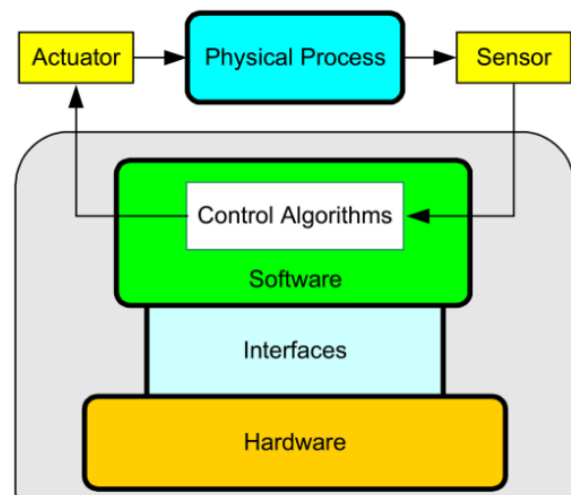 Actuator
Physical Process
Sensor
Control Algorithms
Software
Interfaces
Hardware